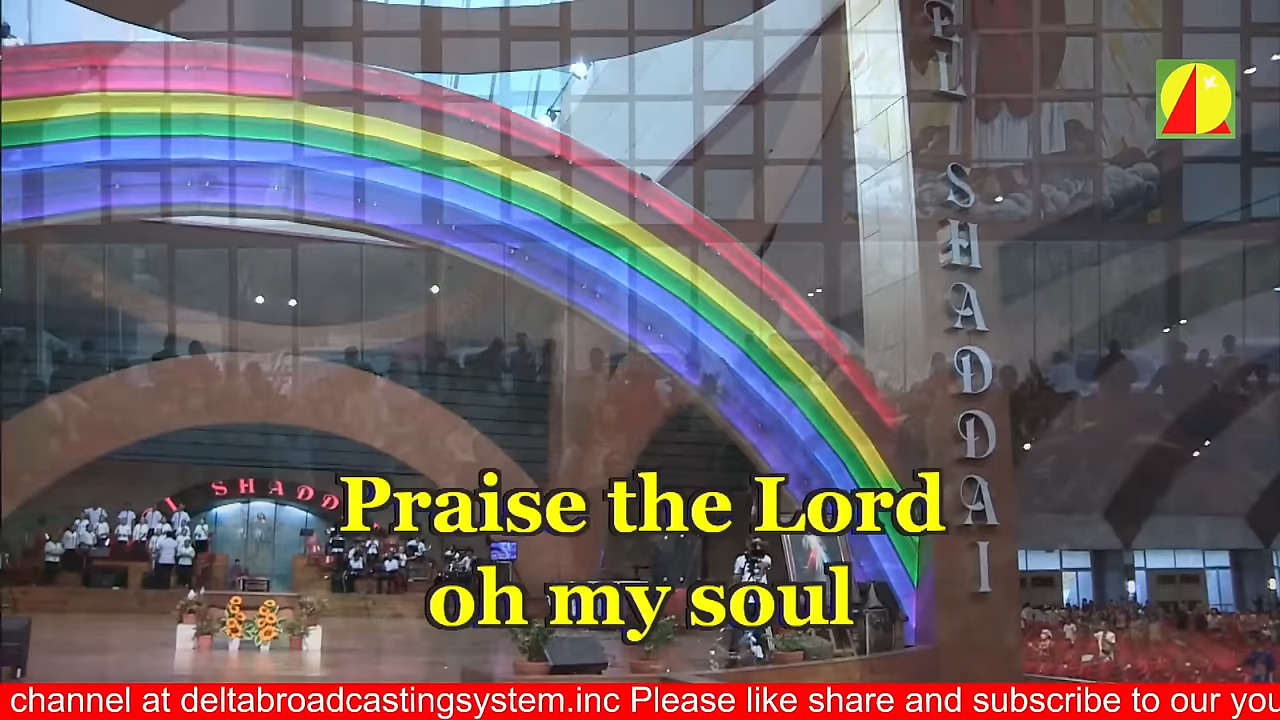 EL SHADDAI
I SHADD
Praise the Lord
oh my soul
channel at deltabroadcastingsystem.inc Please like share and subscribe to our you